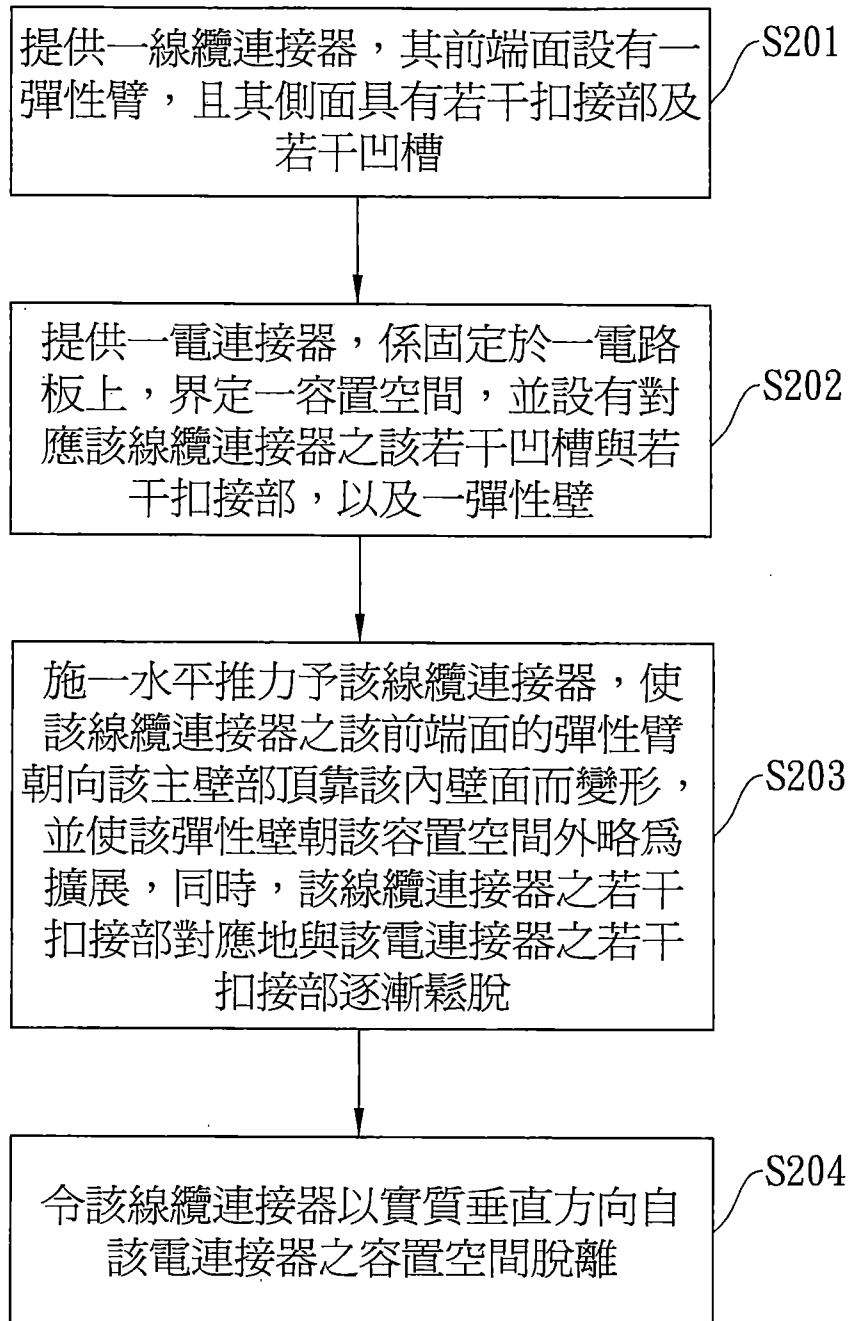 提供一線纜連接器，其前端面設有一
彈性臂，且其側面具有若干扣接部及
若干凹槽
S201
提供一電連接器，係固定於一電路
板上，界定一容置空間，並設有對
應該線纜連接器之該若干凹槽與若
干扣接部，以及一彈性壁
S202
施一水平推力予該線纜連接器，使
該線纜連接器之該前端面的彈性臂
朝向該主壁部頂靠該內壁面而變形，
並使該彈性壁朝該容置空間外略爲
擴展，同時，該線纜連接器之若干
扣接部對應地與該電連接器之若干
扣接部逐漸鬆脫
S203
令該線纜連接器以實質垂直方向自
該電連接器之容置空間脫離
S204